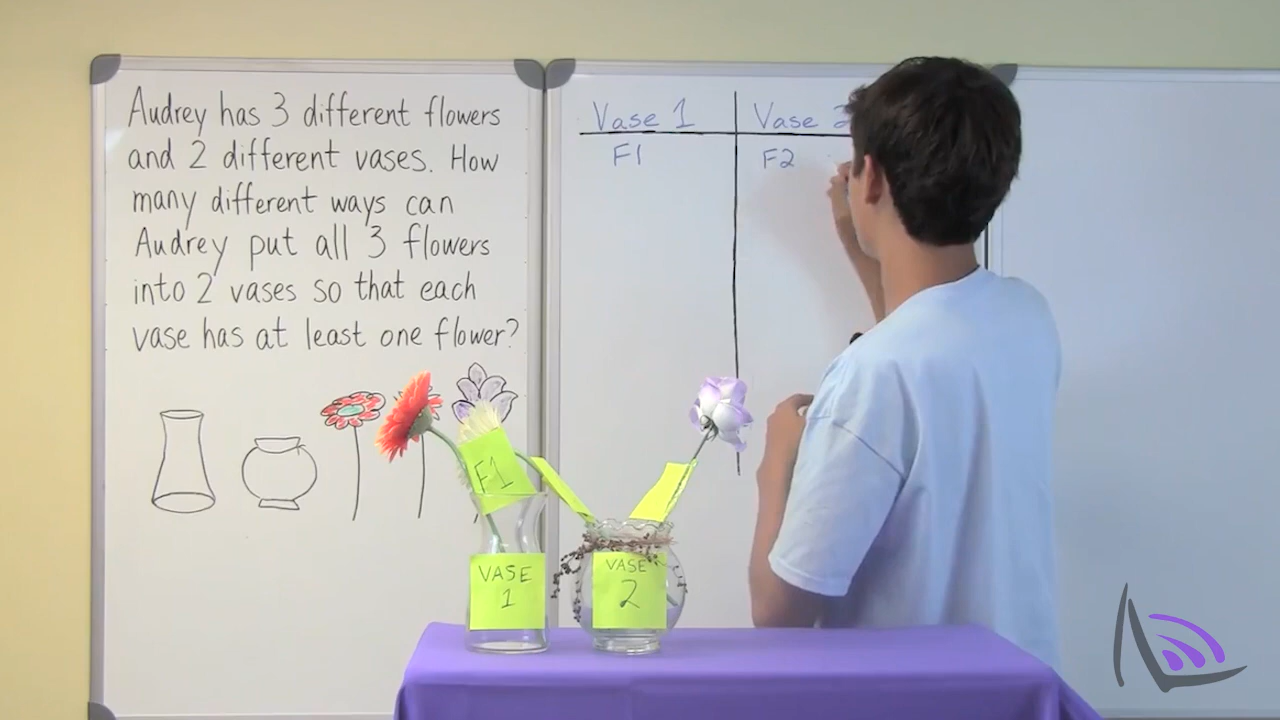 Audrey has 3 different flowers
and 2 different vases. How
many different ways can
Audrey put all 3 flowers
into 2 vases so that each
vase has at least one flower?
Vase 1 Vase 2
F1 F2
F1
VASE
1
VASE
2